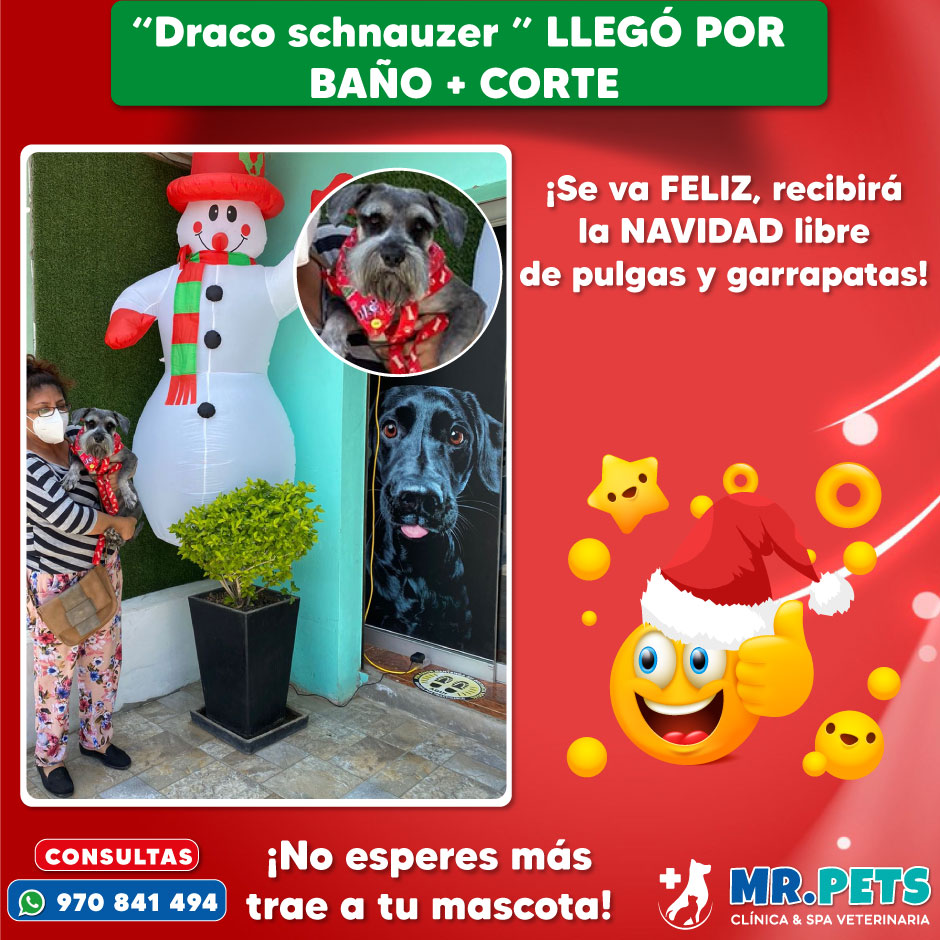 “Draco schnauzer ” LLEGÓ POR
BAÑO + CORTE
¡Se va FELIZ, recibirá
la NAVIDAD libre
de pulgas y garrapatas!
CONSULTAS
970 841 494
¡No esperes más
trae a tu mascota!
MR.PETS
CLÍNICA & SPA VETERINARIA